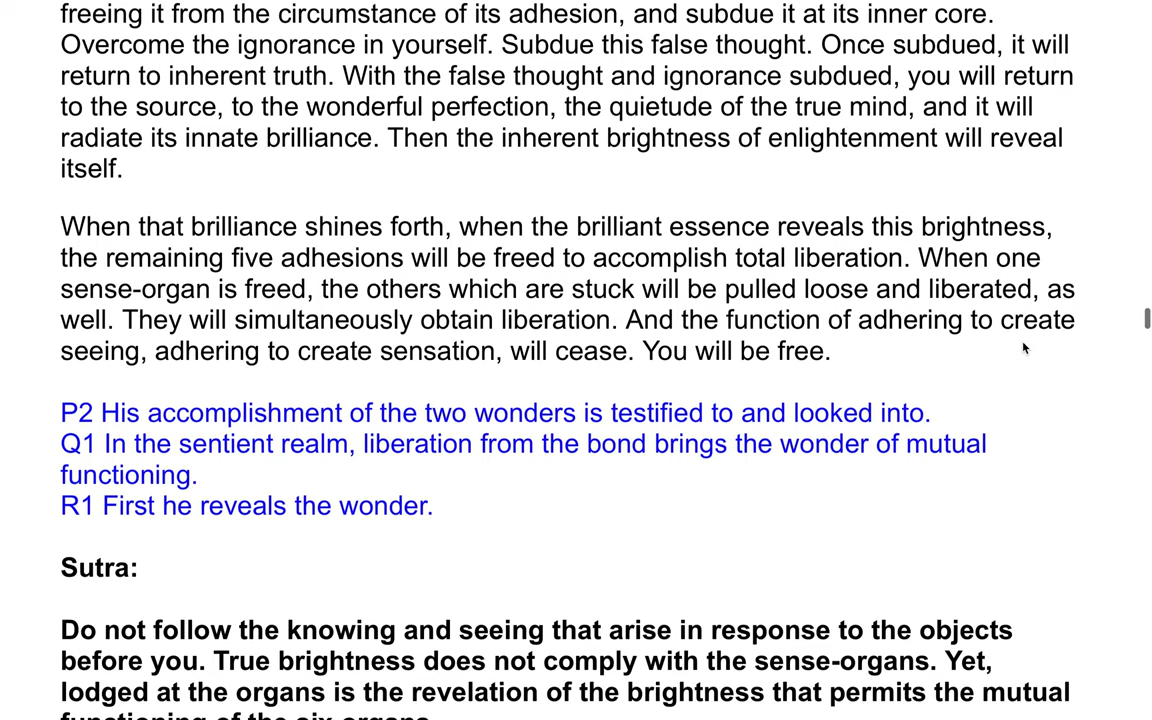 freeing it from the circumstance of its adhesion, and subdue it at its inner core.
Overcome the ignorance in yourself. Subdue this false thought. Once subdued, it will
return to inherent truth. With the false thought and ignorance subdued, you will return
to the source, to the wonderful perfection, the quietude of the true mind, and it will
radiate its innate brilliance. Then the inherent brightness of enlightenment will reveal
itself.
When that brilliance shines forth, when the brilliant essence reveals this brightness,
the remaining five adhesions will be freed to accomplish total liberation. When one
sense-organ is freed, the others which are stuck will be pulled loose and liberated, as
well. They will simultaneously obtain liberation. And the function of adhering to create
seeing, adhering to create sensation, will cease. You will be free.
P2 His accomplishment of the two wonders is testified to and looked into.
Q1 In the sentient realm, liberation from the bond brings the wonder of mutual
functioning.
R1 First he reveals the wonder.
Sutra:
Do not follow the knowing and seeing that arise in response to the objects
before you. True brightness does not comply with the sense-organs. Yet,
lodged at the organs is the revelation of the brightness that permits the mutual
functioning of the six organs.